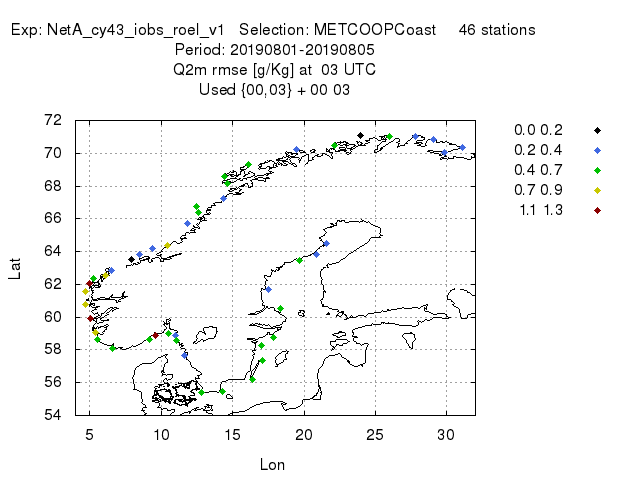 Exp: NetA_cy43_iobs_roel_v1 Selection: METCOOPCoast 46 stations
Period: 20190801-20190805
Q2m rmse [g/Kg] at 03 UTC
Used {00,03} + 00 03
72
70
68
66
64
62
60
58
56
54
Lat
5 10 15 20 25 30
Lon
0.0 0.2
0.2 0.4
0.4 0.7
0.7 0.9
1.1 1.3